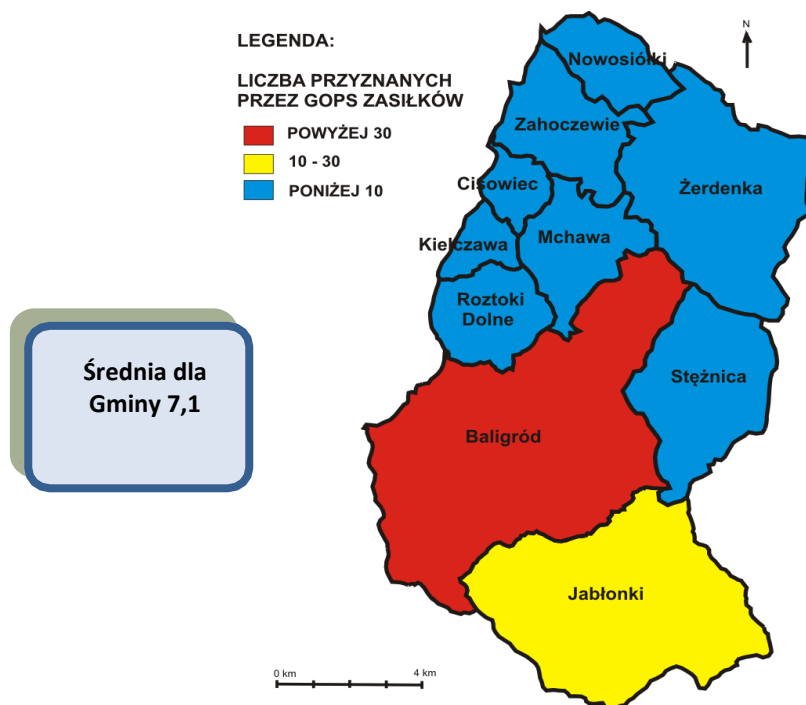 LEGENDA:
LICZBA PRZYZNANYCH
PRZEZ GOPS ZASIŁKÓW
POWYŻEJ 30
10 - 30
PONIŻEJ 10
N
Nowosiółki
Zahoczewie
Cisowiec
Żerdenka
Kielczawa
Mchawa
Roztoki
Dolne
Stężnica
Baligród
Jabłonki
Średnia dla
Gminy 7,1
0 km
4 km